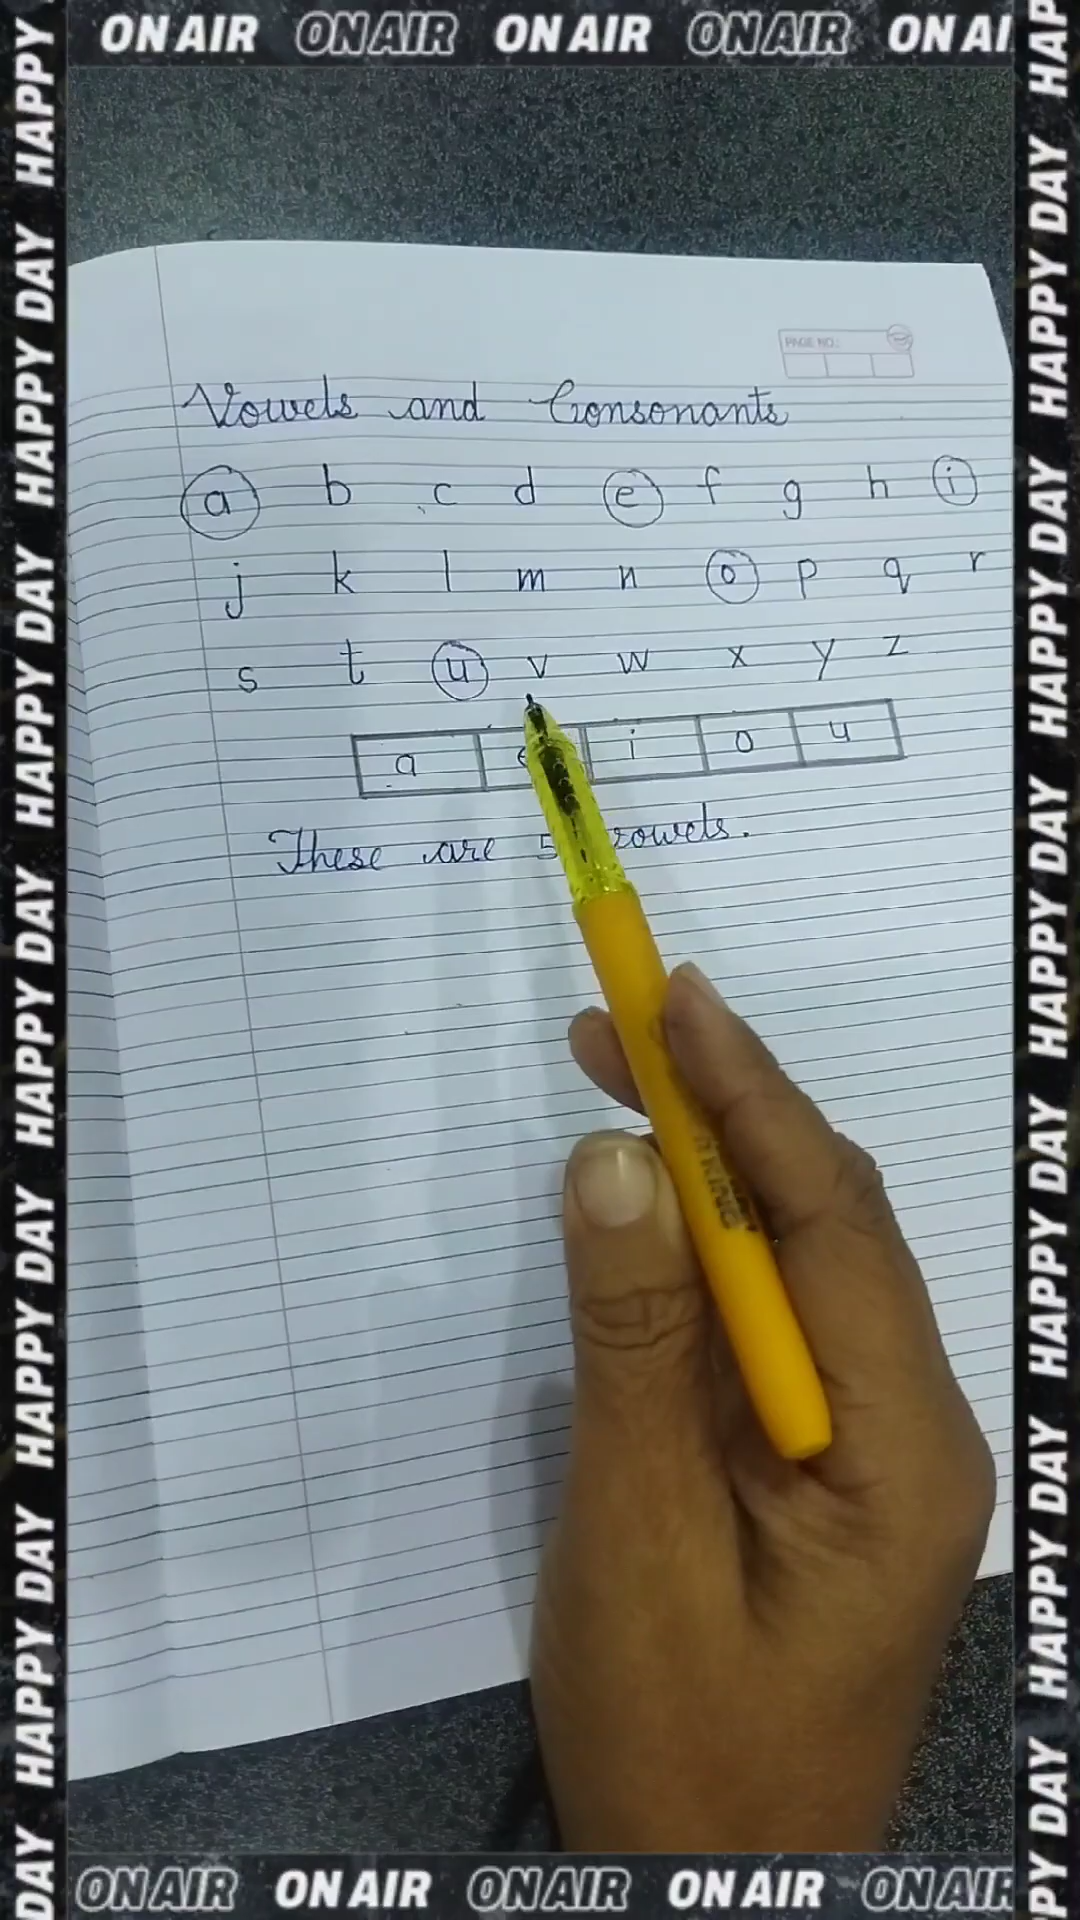 ON AIR ON AIR ON AIR ON AIR ON AI
HAPPY DAY HAPPY DAY HAPPY DAY HAPPY DAY HAPPY DAY HAPPY
PAGE NO.:
Vowels and Consonants
a b c d e f g h i
j k l m n o p q r
s t u v w x y z
a e i o u
These are 5 vowels.
HAPPY DAY HAPPY DAY HAPPY DAY HAPPY DAY HAPPY DAY
ON AIR ON AIR ON AIR ON AIR ON AIR